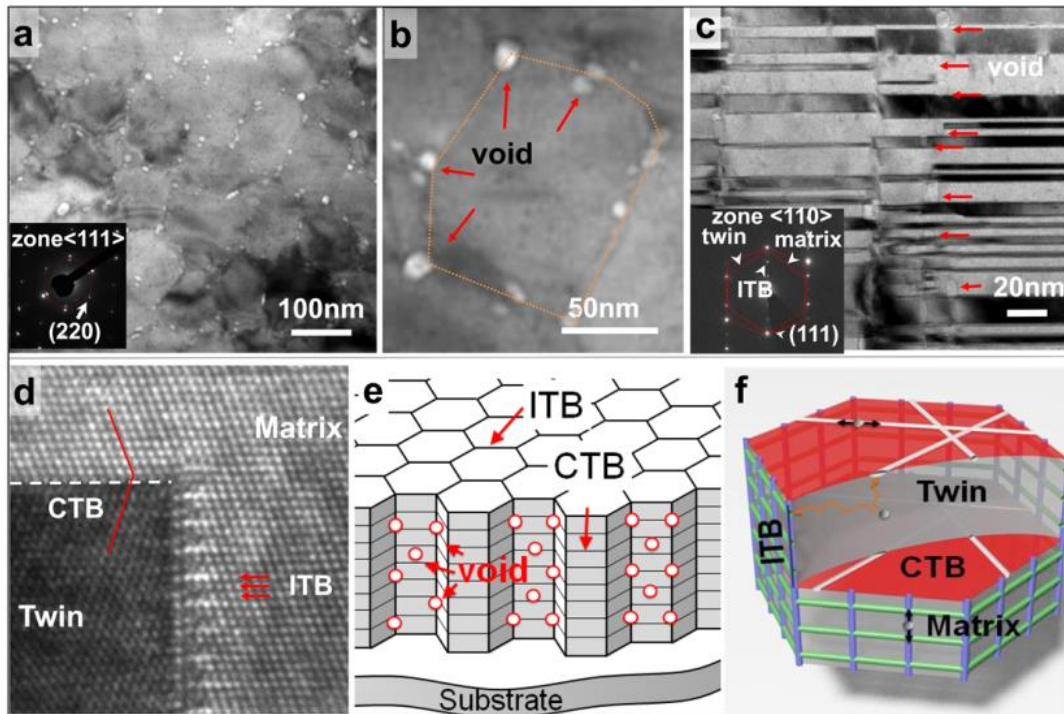 a
zone<111>
(220)
100nm
b
void
50nm
c
void
zone <110>
twin matrix
ITB
(111)
20nm
d
Matrix
CTB
ITB
Twin
e
ITB
CTB
void
Substrate
f
Twin
ITB
CTB
Matrix